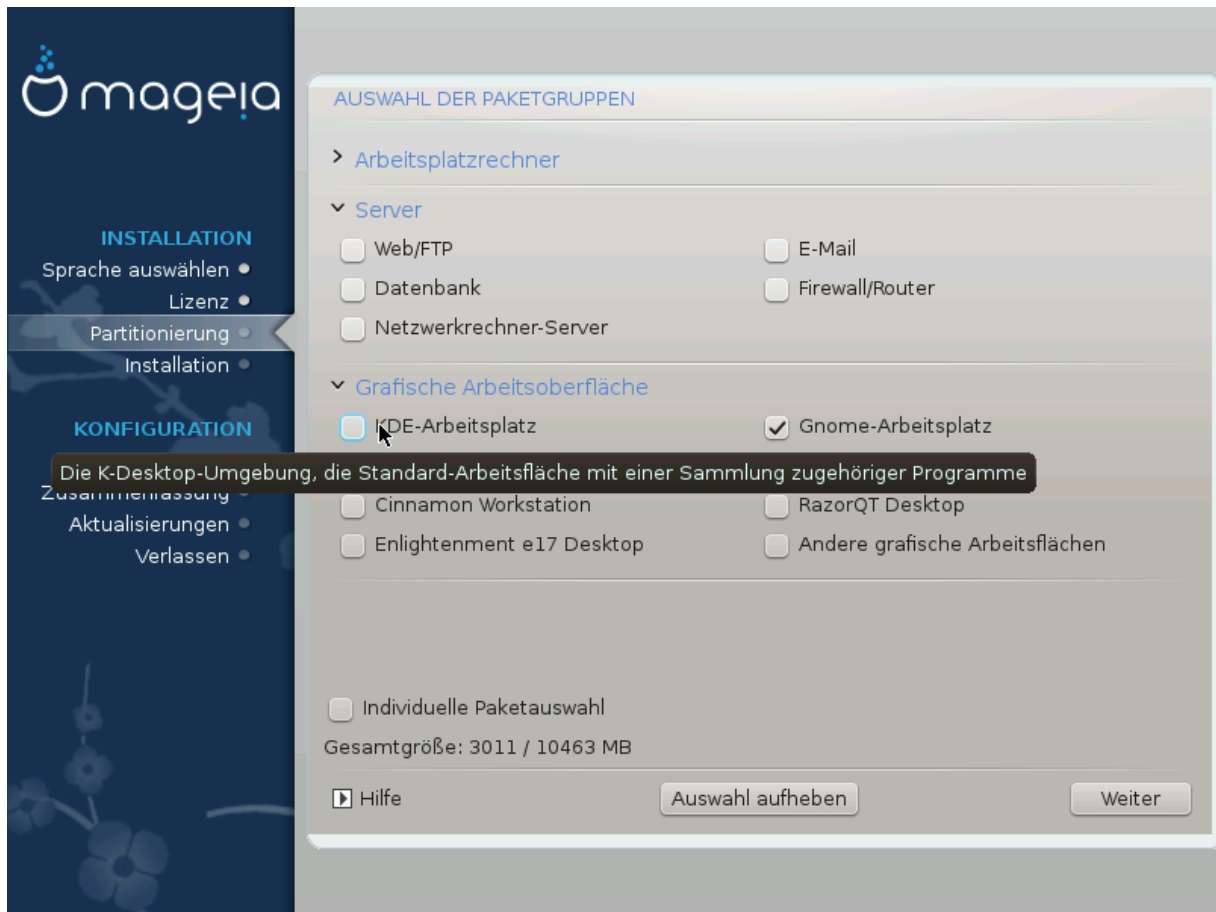 mageia
INSTALLATION
Sprache auswählen
Lizenz
Partitionierung
Installation
KONFIGURATION
Zusammenfassung
Aktualisierungen
Verlassen
AUSWAHL DER PAKETGRUPPEN
Arbeitsplatzrechner
Server
Web/FTP
E-Mail
Datenbank
Firewall/Router
Netzwerkrechner-Server
Grafische Arbeitsoberfläche
KDE-Arbeitsplatz
Gnome-Arbeitsplatz
Die K-Desktop-Umgebung, die Standard-Arbeitsfläche mit einer Sammlung zugehöriger Programme
Cinnamon Workstation
RazorQT Desktop
Enlightenment e17 Desktop
Andere grafische Arbeitsflächen
Individuelle Paketauswahl
Gesamtgröße: 3011 / 10463 MB
Hilfe
Auswahl aufheben
Weiter